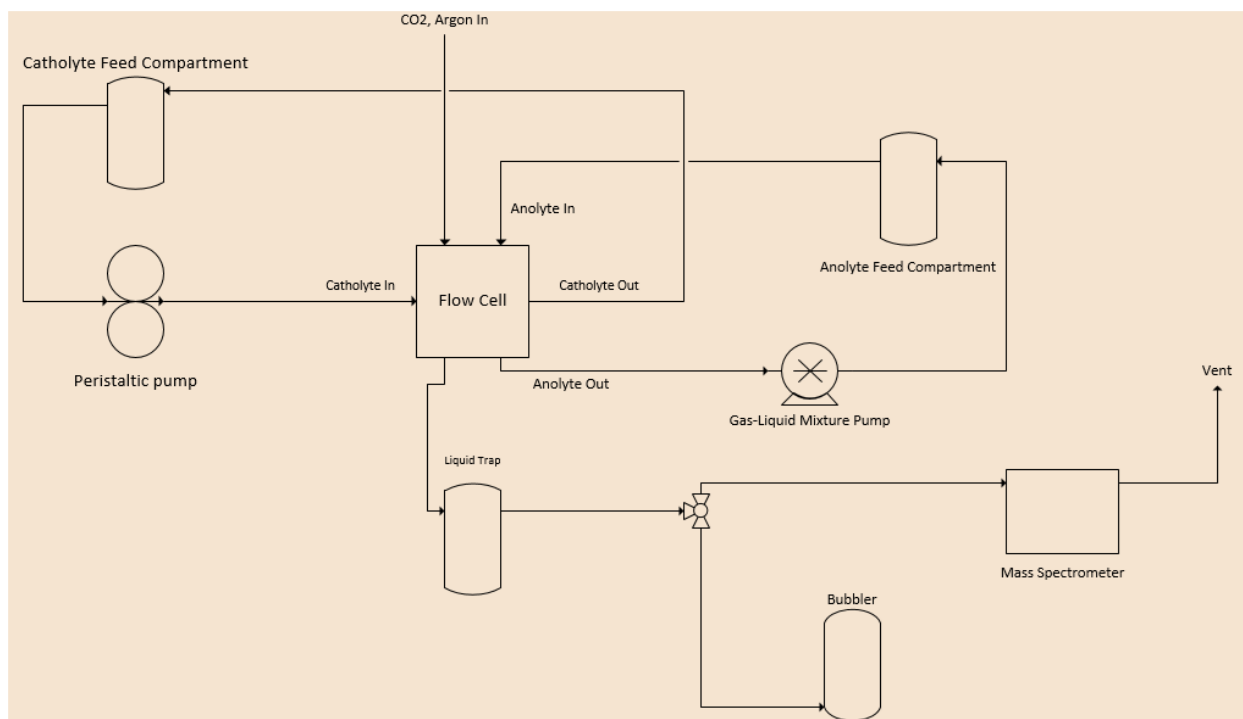 CO2, Argon In
Catholyte Feed Compartment
Anolyte In
Anolyte Feed Compartment
Catholyte In
Flow Cell
Catholyte Out
Peristaltic pump
Anolyte Out
Gas-Liquid Mixture Pump
Vent
Liquid Trap
Mass Spectrometer
Bubbler